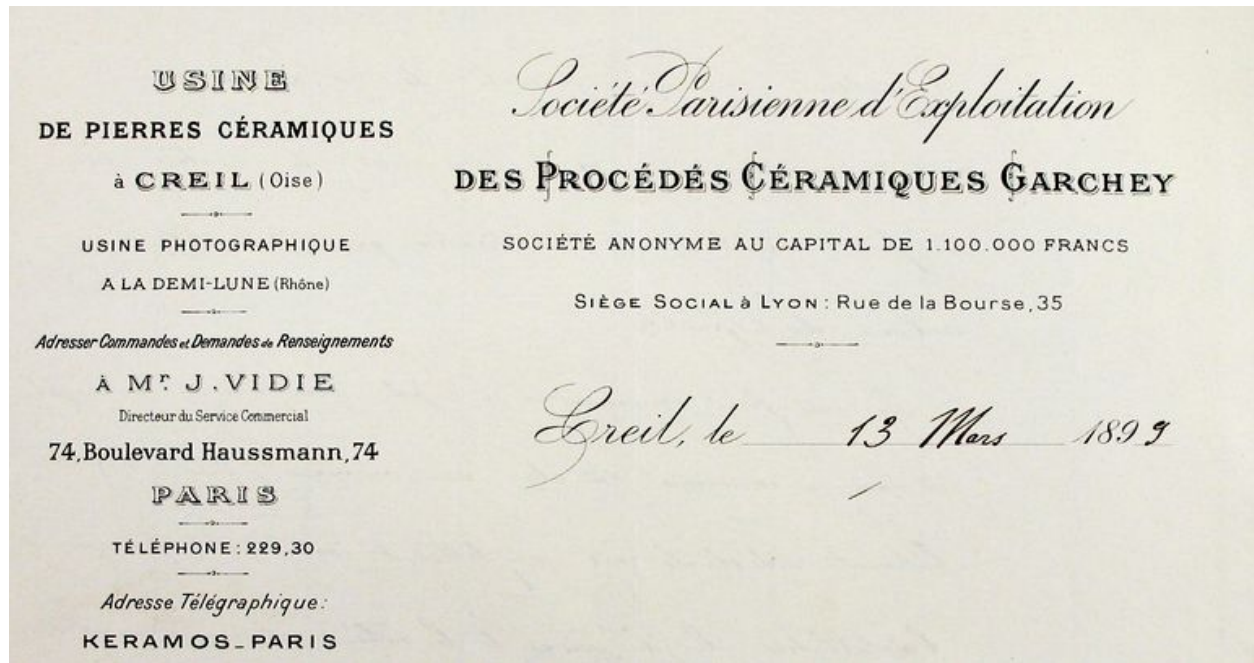 USINE
DE PIERRES CÉRAMIQUES
à CREIL (Oise)
USINE PHOTOGRAPHIQUE
A LA DEMI-LUNE (Rhône)
Adresser Commandes et Demandes de Renseignements
À Mr J. VIDIE
Directeur du Service Commercial
74, Boulevard Haussmann, 74
PARIS
TÉLÉPHONE: 229,30
Adresse Télégraphique:
KERAMOS_PARIS
Société Parisienne d'Exploitation
DES PROCÉDÉS CÉRAMIQUES GARCHEY
SOCIÉTÉ ANONYME AU CAPITAL DE 1.100.000 FRANCS
SIÈGE SOCIAL à LYON: Rue de la Bourse, 35
Creil, le 13 Mars 1899